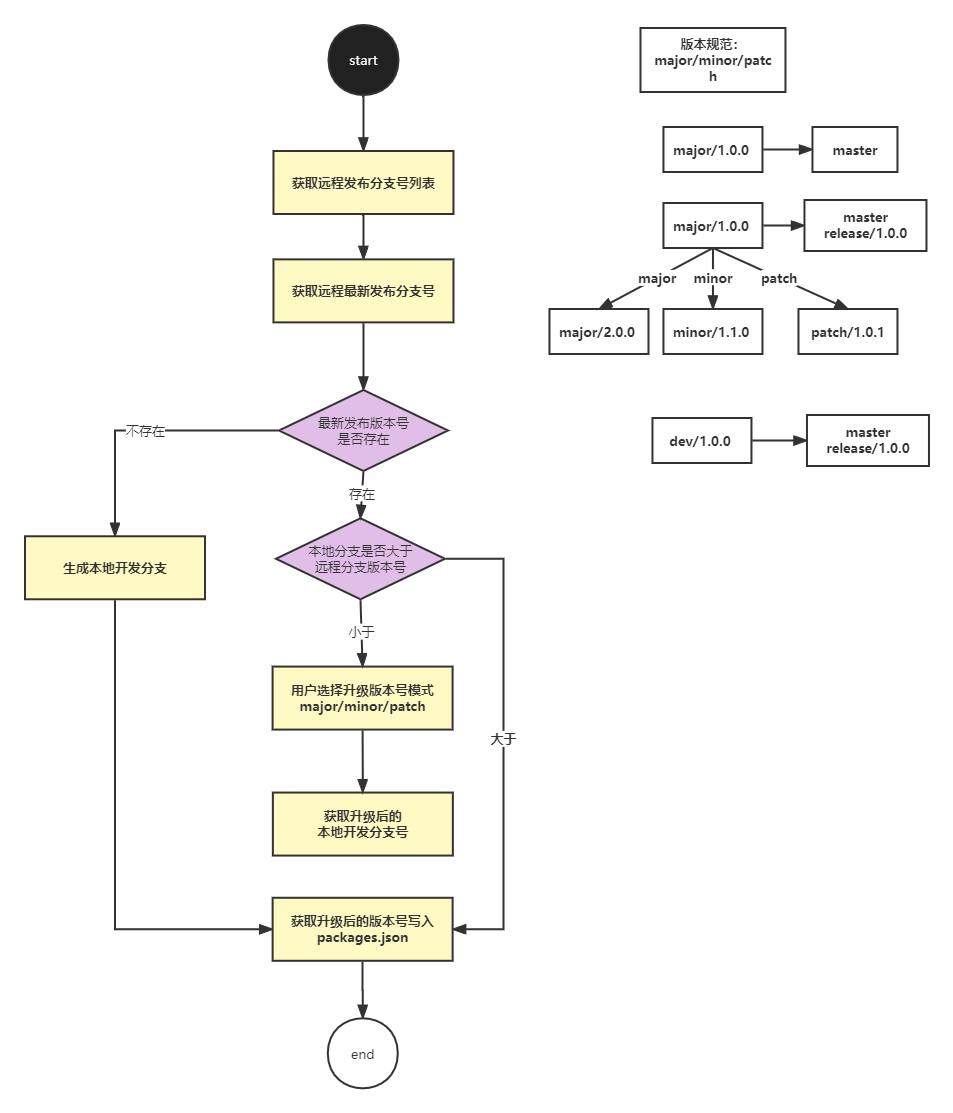 start
获取远程发布分支号列表
获取远程最新发布分支号
最新发布版本号
是否存在
不存在
存在
生成本地开发分支
本地分支是否大于
远程分支版本号
小于
用户选择升级版本号模式
major/minor/patch
大于
获取升级后的
本地开发分支号
获取升级后的版本号写入
packages.json
end
版本规范：
major/minor/patc
h
major/1.0.0
master
major/1.0.0
master
release/1.0.0
major
minor
patch
major/2.0.0
minor/1.1.0
patch/1.0.1
dev/1.0.0
master
release/1.0.0